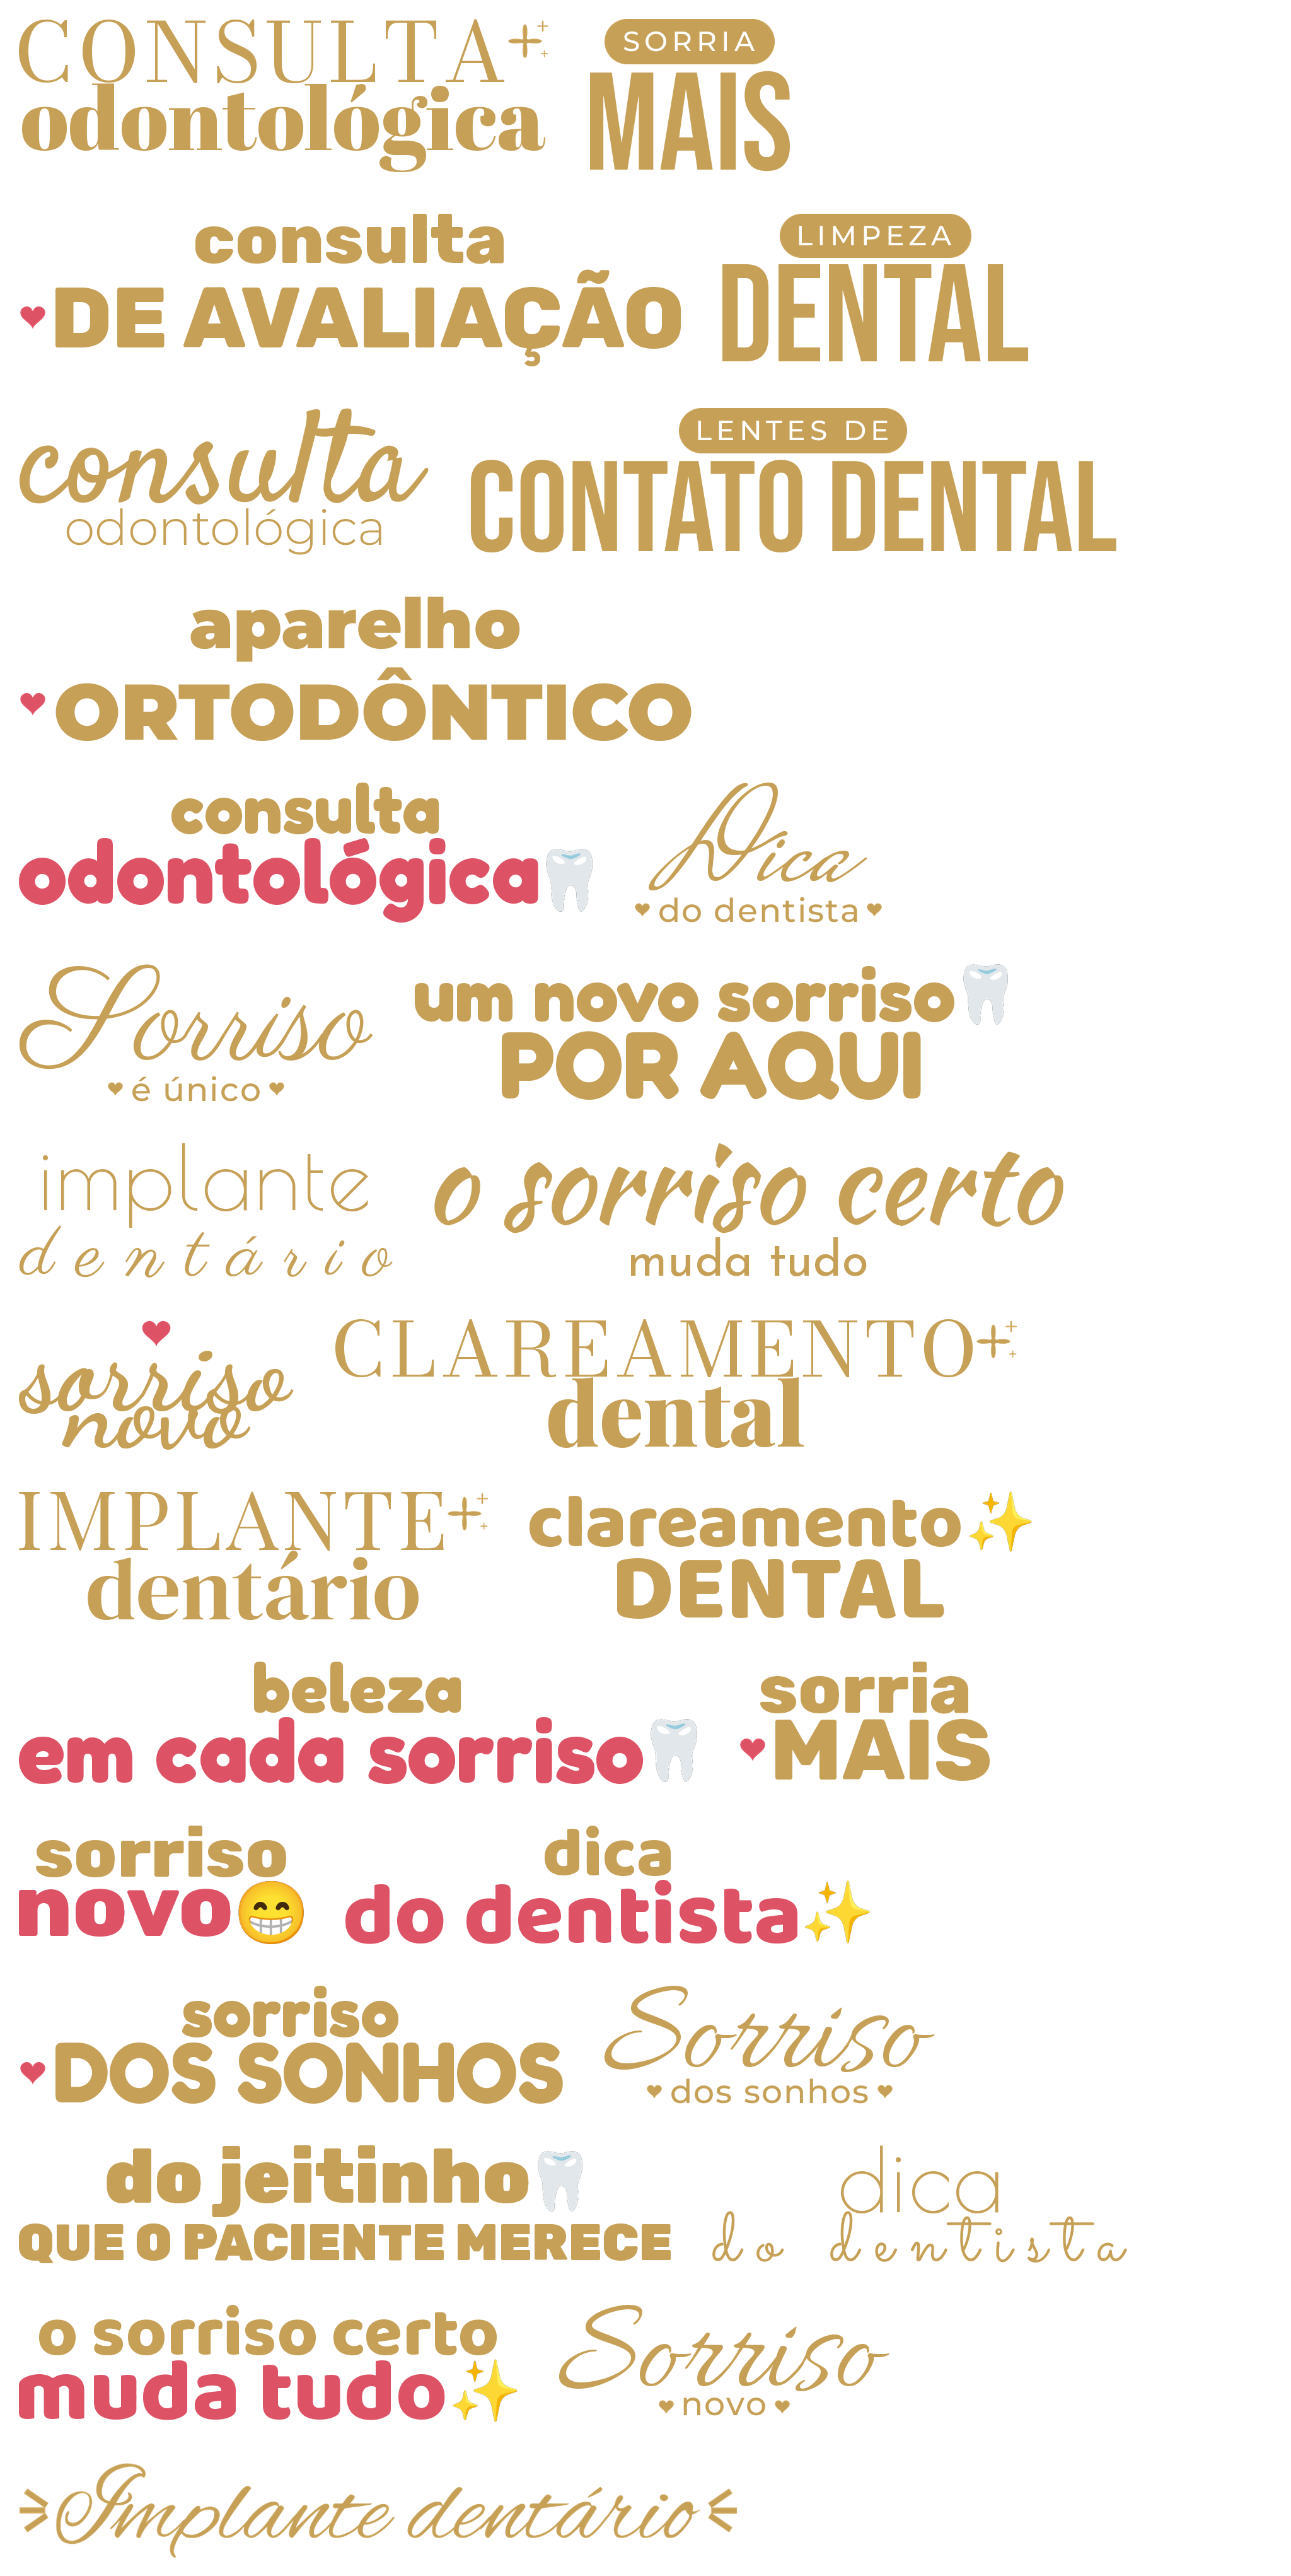 CONSULTA
odontológica
SORRIA
MAIS
consulta
DE AVALIAÇÃO
LIMPEZA
DENTAL
consulta
odontológica
LENTES DE
CONTATO DENTAL
aparelho
ORTODÔNTICO
consulta
odontológica
Dica
do dentista
Sorriso
é único
um novo sorriso
POR AQUI
implante
dentário
o sorriso certo
muda tudo
sorriso
novo
CLAREAMENTO
dental
IMPLANTE
dentário
clareamento
DENTAL
beleza
em cada sorriso
sorria
MAIS
sorriso
novo
dica
do dentista
sorriso
DOS SONHOS
Sorriso
dos sonhos
do jeitinho
QUE O PACIENTE MERECE
dica
do dentista
o sorriso certo
muda tudo
Sorriso
novo
Implante dentário